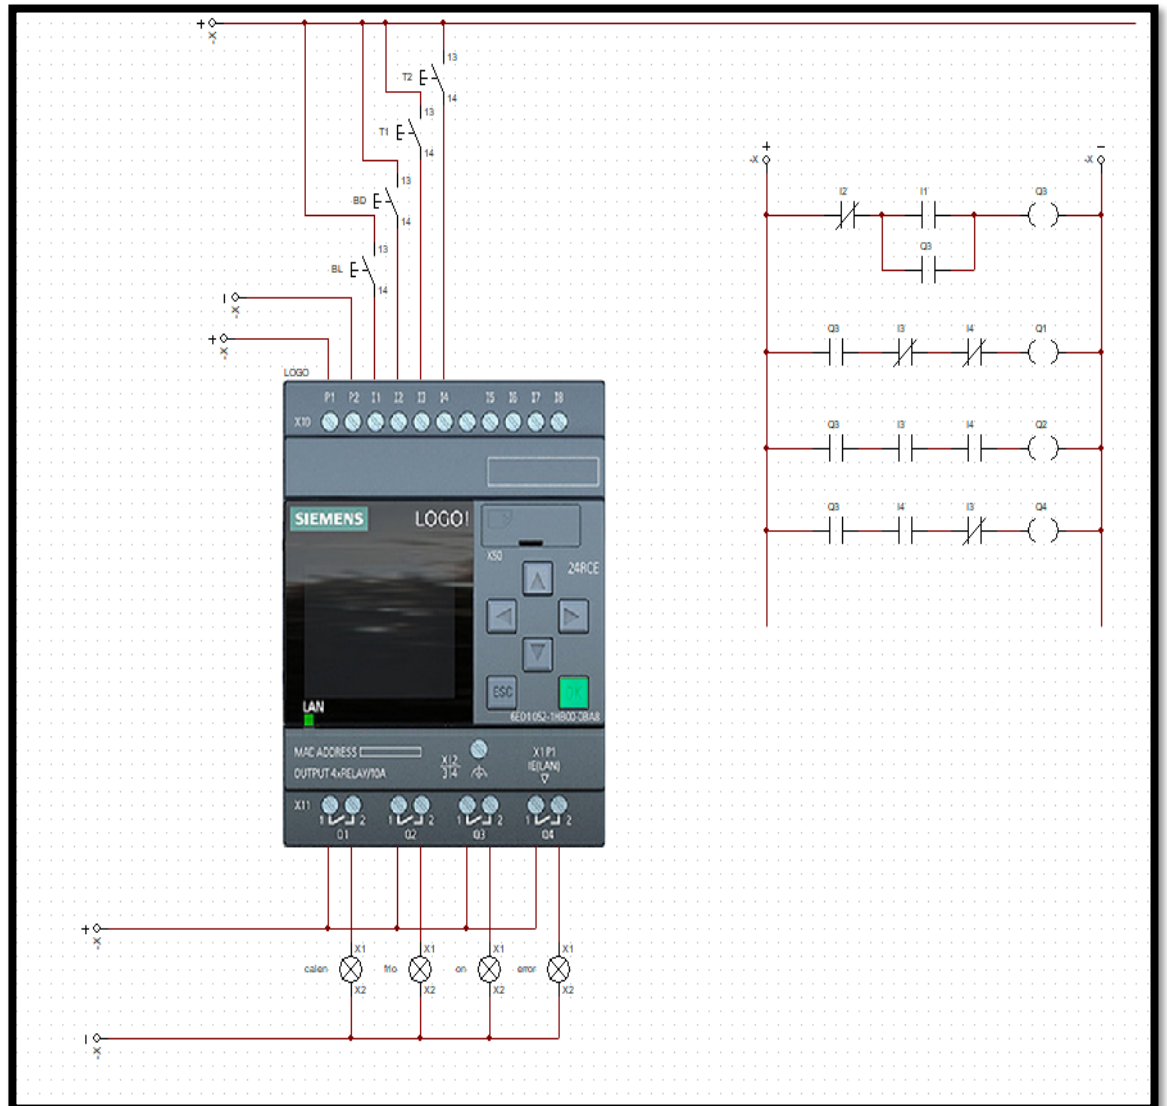 +
X-
13
T2
14
13
T1
14
13
BD
14
13
BL
14
X-
+
X-
LOGO
P1 P2 I1 I2 I3 I4 I5 I6 I7 I8
X10
SIEMENS LOGO!
X50
24RCE
ESC OK
LAN
6ED1 052-1HB00-0BA8
MAC ADDRESS
OUTPUT 4xRELAY/10A
X12
3/4
X1 P1
IE(LAN)
X11
1 2 1 2 1 2 1 2
Q1 Q2 Q3 Q4
+
X-
X1 X1 X1 X1
calen frio on error
X2 X2 X2 X2
X-
+ −
-X -X
I2 I1 Q3
Q3
Q3 I3 I4 Q1
Q3 I3 I4 Q2
Q3 I4 I3 Q4